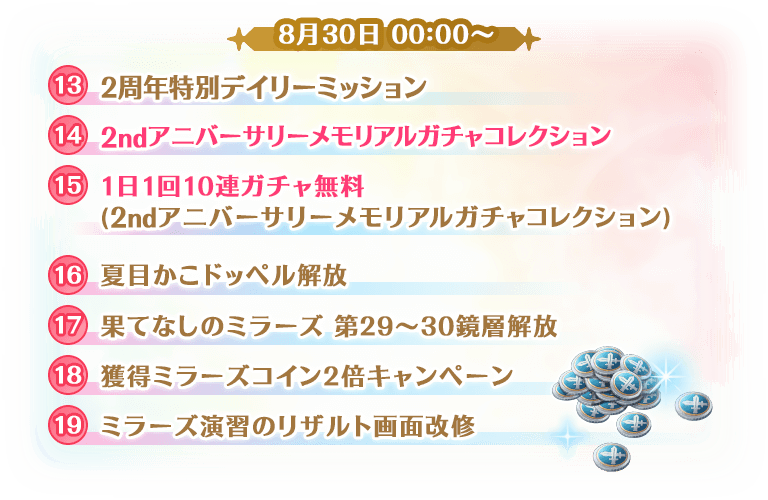 8月30日 00:00～
13 2周年特別デイリーミッション
14 2ndアニバーサリーメモリアルガチャコレクション
15 1日1回10連ガチャ無料
(2ndアニバーサリーメモリアルガチャコレクション)
16 夏目かこドッペル解放
17 果てなしのミラーズ 第29～30鏡層解放
18 獲得ミラーズコイン2倍キャンペーン
19 ミラーズ演習のリザルト画面改修